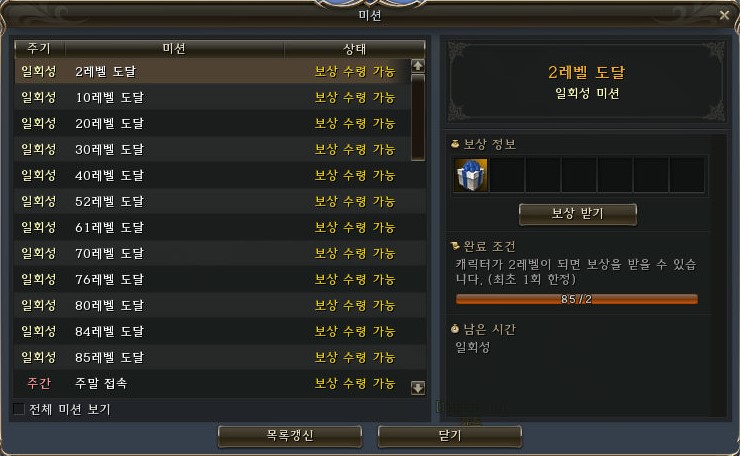 미션
주기 미션 상태
일회성 2레벨 도달 보상 수령 가능
일회성 10레벨 도달 보상 수령 가능
일회성 20레벨 도달 보상 수령 가능
일회성 30레벨 도달 보상 수령 가능
일회성 40레벨 도달 보상 수령 가능
일회성 52레벨 도달 보상 수령 가능
일회성 61레벨 도달 보상 수령 가능
일회성 70레벨 도달 보상 수령 가능
일회성 76레벨 도달 보상 수령 가능
일회성 80레벨 도달 보상 수령 가능
일회성 84레벨 도달 보상 수령 가능
일회성 85레벨 도달 보상 수령 가능
주간 주말 접속 보상 수령 가능
전체 미션 보기
2레벨 도달
일회성 미션
보상 정보
보상 받기
완료 조건
캐릭터가 2레벨이 되면 보상을 받을 수 있습
니다. (최초 1회 한정)
85/2
남은 시간
일회성
목록갱신 닫기